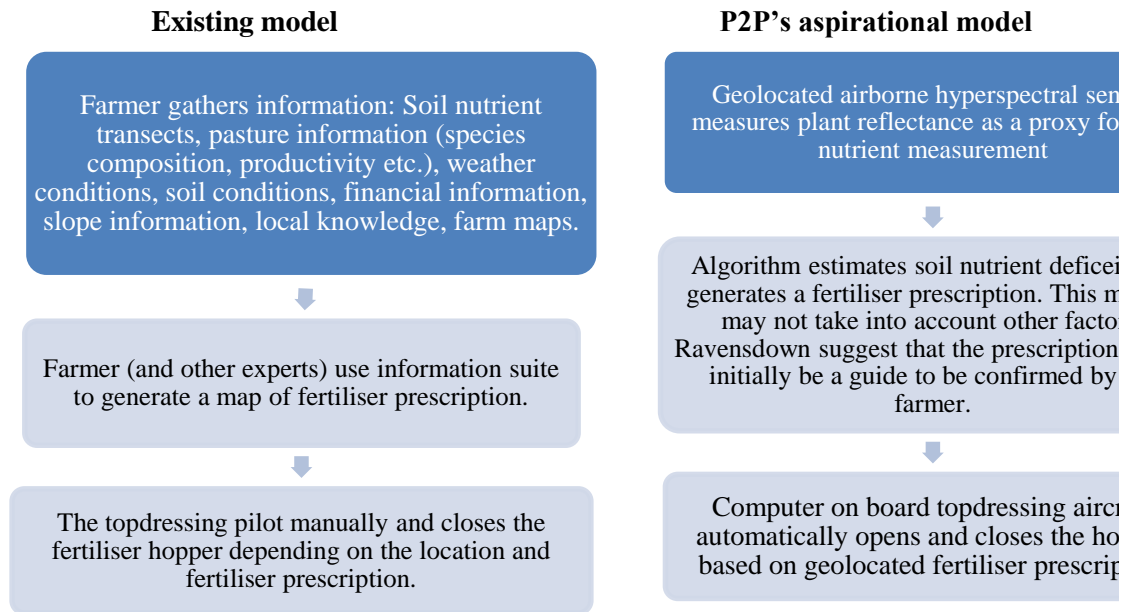 Existing model
Farmer gathers information: Soil nutrient
transects, pasture information (species
composition, productivity etc.), weather
conditions, soil conditions, financial information,
slope information, local knowledge, farm maps.
Farmer (and other experts) use information suite
to generate a map of fertiliser prescription.
The topdressing pilot manually and closes the
fertiliser hopper depending on the location and
fertiliser prescription.
P2P’s aspirational model
Geolocated airborne hyperspectral sen
measures plant reflectance as a proxy fo
nutrient measurement
Algorithm estimates soil nutrient deficei
generates a fertiliser prescription. This m
may not take into account other facto
Ravensdown suggest that the prescription
initially be a guide to be confirmed by
farmer.
Computer on board topdressing aircr
automatically opens and closes the ho
based on geolocated fertiliser prescrip